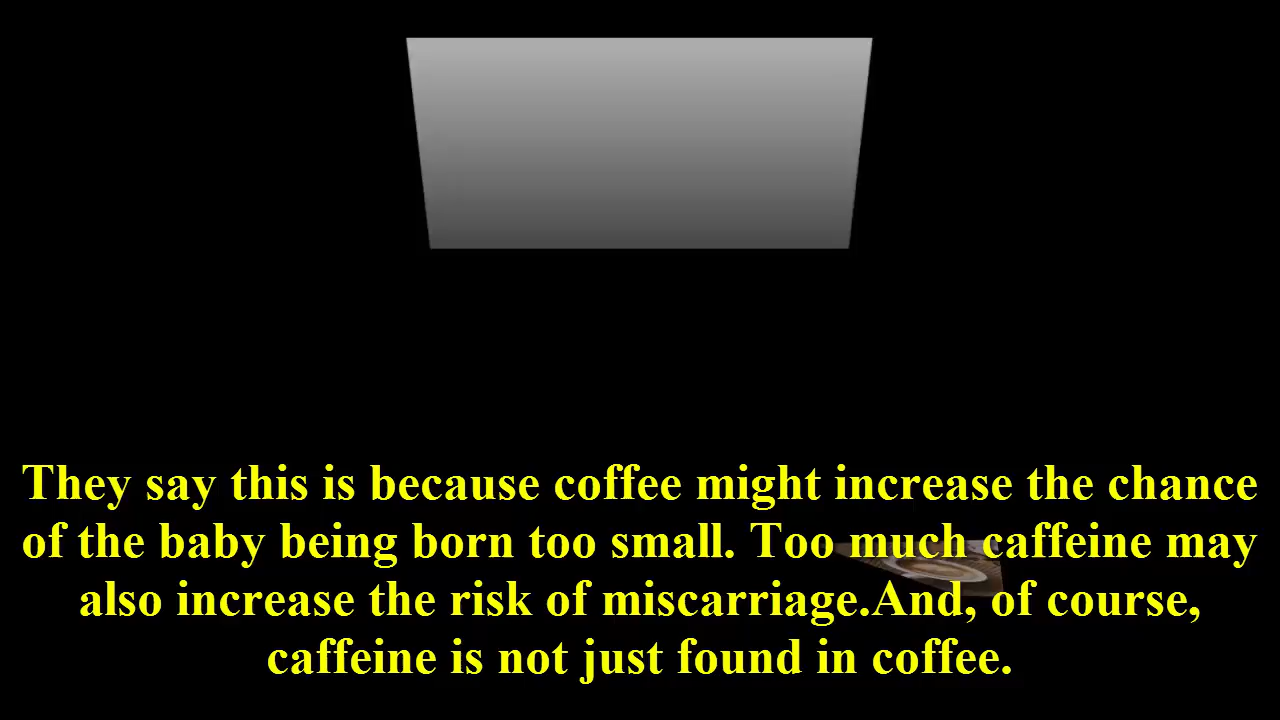 They say this is because coffee might increase the chance
of the baby being born too small. Too much caffeine may
also increase the risk of miscarriage.And, of course,
caffeine is not just found in coffee.